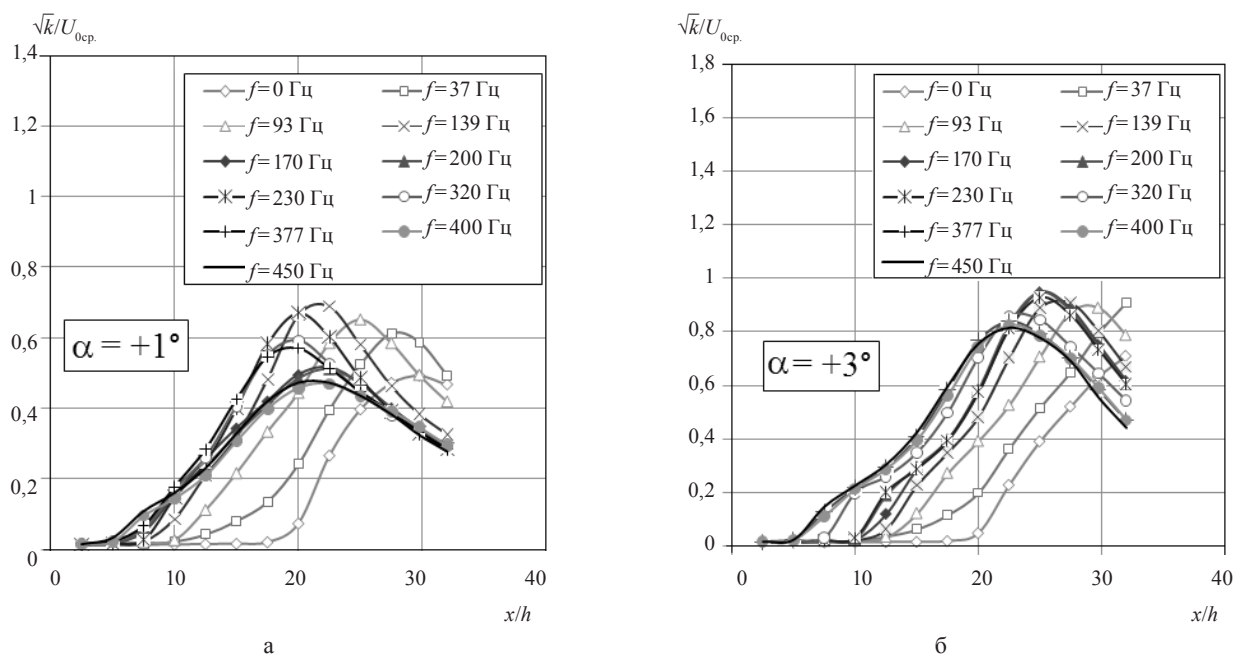 √k/U₀ср.
1,4
1,2
1
0,8
0,6
0,4
0,2
0
f=0 Гц f=37 Гц
f=93 Гц f=139 Гц
f=170 Гц f=200 Гц
f=230 Гц f=320 Гц
f=377 Гц f=400 Гц
f=450 Гц
α = +1°
0 10 20 30 40
x/h
а
√k/U₀ср.
1,8
1,6
1,4
1,2
1
0,8
0,6
0,4
0,2
0
f=0 Гц f=37 Гц
f=93 Гц f=139 Гц
f=170 Гц f=200 Гц
f=230 Гц f=320 Гц
f=377 Гц f=400 Гц
f=450 Гц
α = +3°
0 10 20 30 40
x/h
б